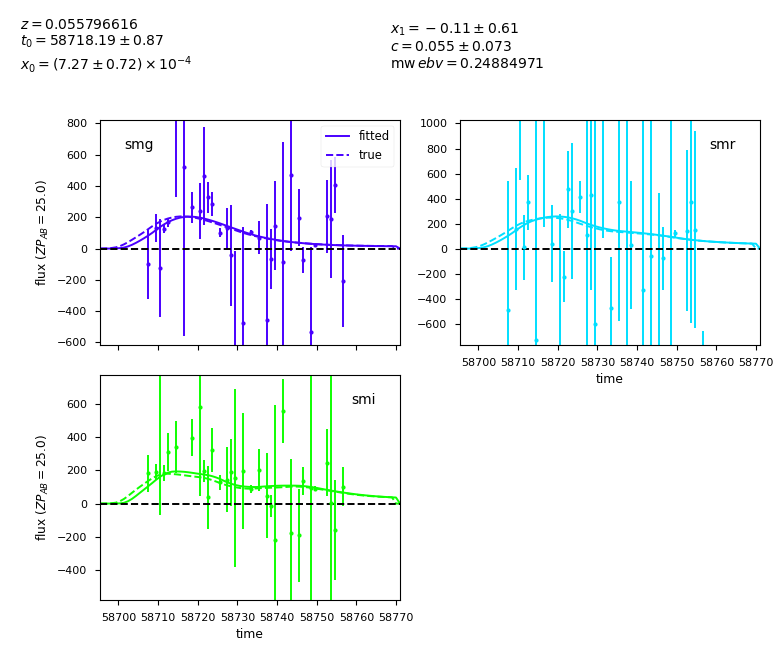 z = 0.055796616
t₀ = 58718.19 ± 0.87
x₀ = (7.27 ± 0.72) × 10⁻⁴
x₁ = −0.11 ± 0.61
c = 0.055 ± 0.073
mwebv = 0.24884971
smg
fitted
true
800
600
400
200
0
−200
−400
−600
flux (ZP_AB = 25.0)
smr
1000
800
600
400
200
0
−200
−400
−600
58700 58710 58720 58730 58740 58750 58760 58770
time
smi
600
400
200
0
−200
−400
flux (ZP_AB = 25.0)
58700 58710 58720 58730 58740 58750 58760 58770
time